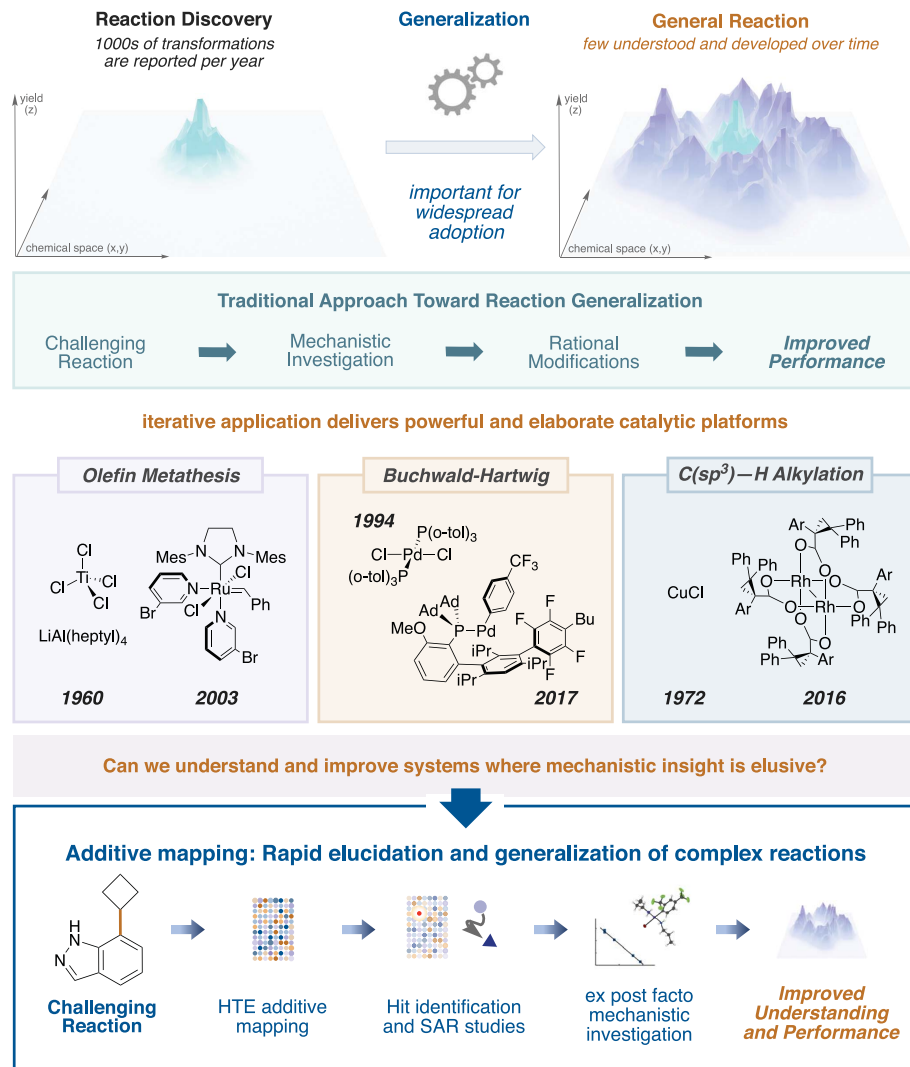 Reaction Discovery
1000s of transformations
are reported per year
yield
(z)
chemical space (x,y)
Generalization
important for
widespread
adoption
General Reaction
few understood and developed over time
yield
(z)
chemical space (x,y)
Traditional Approach Toward Reaction Generalization
Challenging
Reaction
Mechanistic
Investigation
Rational
Modifications
Improved
Performance
iterative application delivers powerful and elaborate catalytic platforms
Olefin Metathesis
Cl
Ti
Cl
Cl
Cl
LiAl(heptyl)4
1960
Mes
N
N
Mes
Cl
N
Ru
Ph
Br
Cl
N
Br
2003
Buchwald-Hartwig
1994
P(o-tol)3
Cl
Pd
Cl
(o-tol)3
P
CF3
Ad
Ad
MeO
P
Pd
F
Bu
F
iPr
iPr
F
iPr
F
2017
C(sp3)—H Alkylation
CuCl
1972
Ar
Ph
Ph
Ph
Ph
O
O
Ar
Ph
Ph
Ar
O
Rh
O
Ph
Ph
O
Rh
O
Ar
O
O
Ph
Ph
Ph
Ar
Ph
2016
Can we understand and improve systems where mechanistic insight is elusive?
Additive mapping: Rapid elucidation and generalization of complex reactions
NH
N
Challenging
Reaction
HTE additive
mapping
Hit identification
and SAR studies
ex post facto
mechanistic
investigation
Improved
Understanding
and Performance